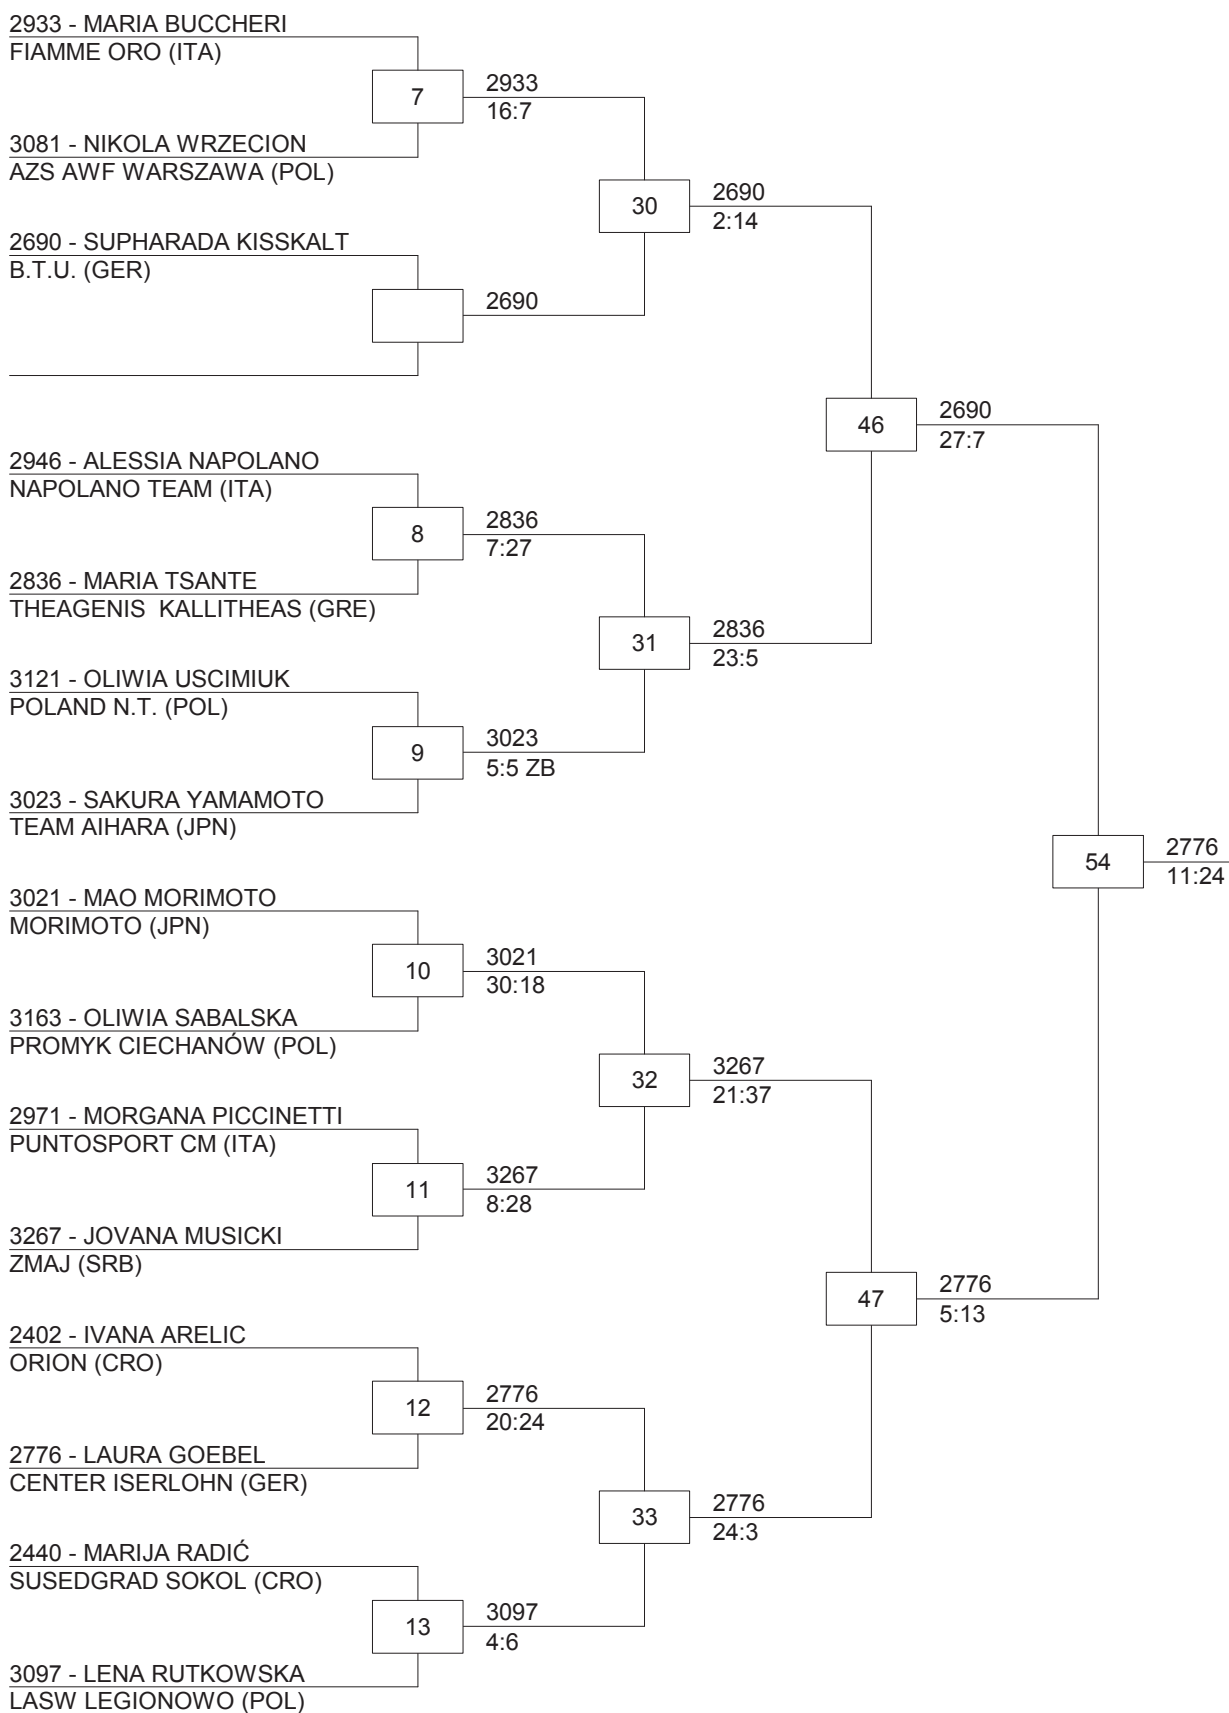 2933 - MARIA BUCCHERI
FIAMME ORO (ITA)
7
2933
16:7
3081 - NIKOLA WRZECION
AZS AWF WARSZAWA (POL)
30
2690
2:14
2690 - SUPHARADA KISSKALT
B.T.U. (GER)
2690
46
2690
27:7
2946 - ALESSIA NAPOLANO
NAPOLANO TEAM (ITA)
8
2836
7:27
2836 - MARIA TSANTE
THEAGENIS  KALLITHEAS (GRE)
31
2836
23:5
3121 - OLIWIA USCIMIUK
POLAND N.T. (POL)
9
3023
5:5 ZB
3023 - SAKURA YAMAMOTO
TEAM AIHARA (JPN)
54
2776
11:24
3021 - MAO MORIMOTO
MORIMOTO (JPN)
10
3021
30:18
3163 - OLIWIA SABALSKA
PROMYK CIECHANÓW (POL)
32
3267
21:37
2971 - MORGANA PICCINETTI
PUNTOSPORT CM (ITA)
11
3267
8:28
3267 - JOVANA MUSICKI
ZMAJ (SRB)
47
2776
5:13
2402 - IVANA ARELIC
ORION (CRO)
12
2776
20:24
2776 - LAURA GOEBEL
CENTER ISERLOHN (GER)
33
2776
24:3
2440 - MARIJA RADIĆ
SUSEDGRAD SOKOL (CRO)
13
3097
4:6
3097 - LENA RUTKOWSKA
LASW LEGIONOWO (POL)